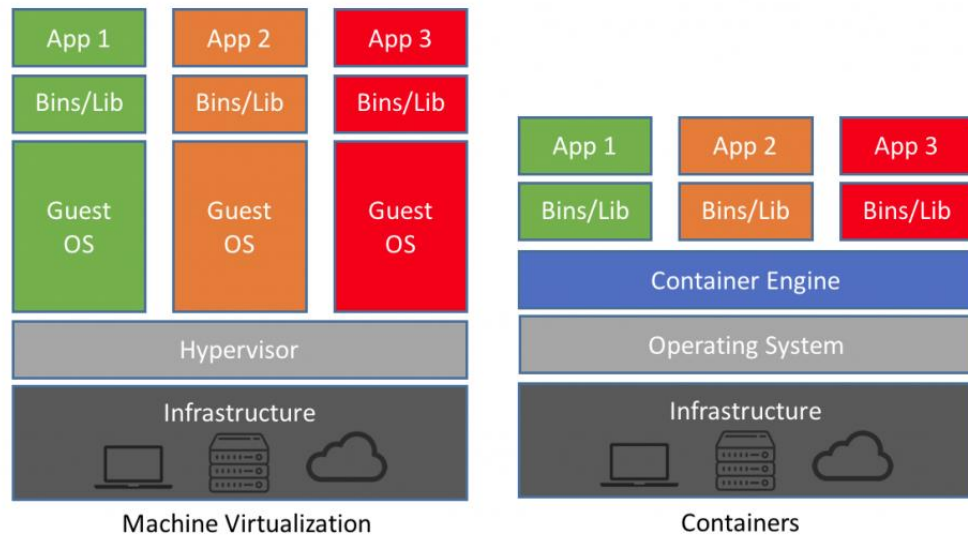 App 1
App 2
App 3
Bins/Lib
Bins/Lib
Bins/Lib
Guest
OS
Guest
OS
Guest
OS
Hypervisor
Infrastructure
Machine Virtualization
App 1
App 2
App 3
Bins/Lib
Bins/Lib
Bins/Lib
Container Engine
Operating System
Infrastructure
Containers